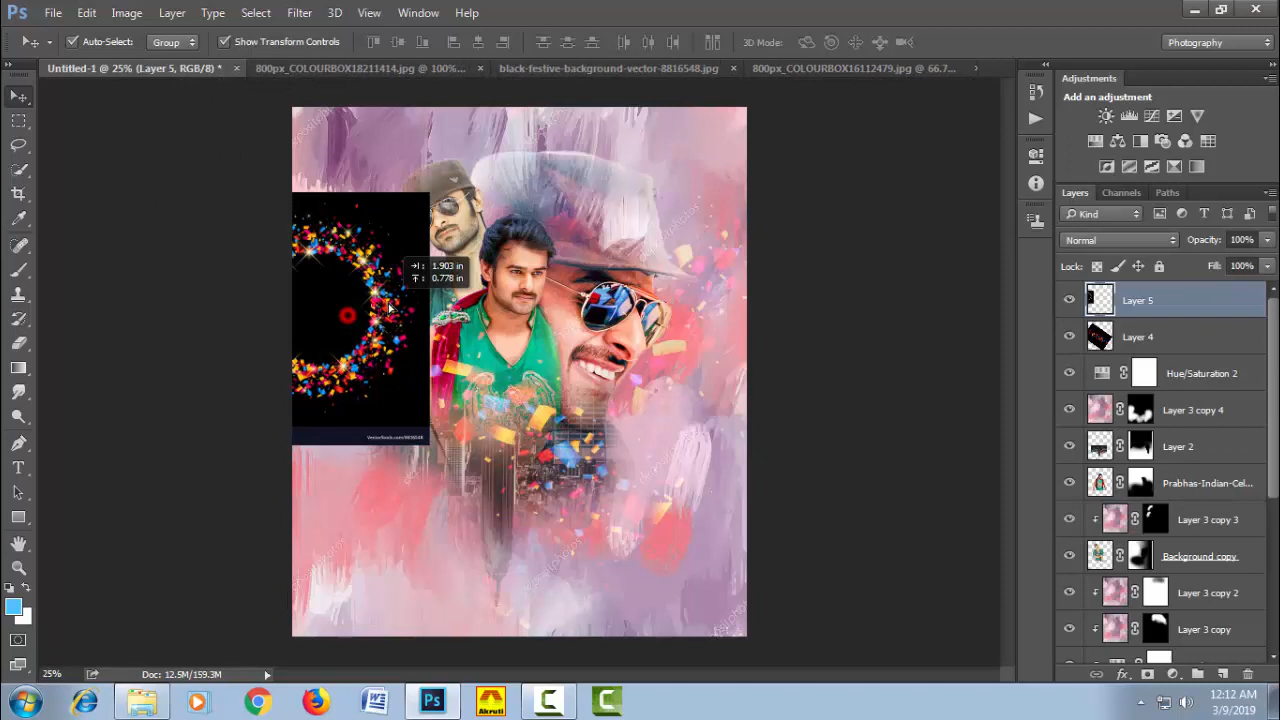 Ps File Edit Image Layer Type Select Filter 3D View Window Help
Auto-Select: Group Show Transform Controls 3D Mode: Photography
Untitled-1 @ 25% (Layer 5, RGB/8) * × 800px_COLOURBOX18211414.jpg @ 100%... × black-festive-background-vector-8816548.jpg × 800px_COLOURBOX16112479.jpg @ 66.7... ×
Adjustments
Add an adjustment
Layers Channels Paths
Kind
Normal Opacity: 100%
Lock: Fill: 100%
Layer 5
Layer 4
Hue/Saturation 2
Layer 3 copy 4
Layer 2
Prabhas-Indian-Cel...
Layer 3 copy 3
Background copy
Layer 3 copy 2
Layer 3 copy
1.903 in
0.778 in
VectorStock.com/8816548
25% Doc: 12.5M/159.3M
Ps Akruti
12:12 AM
3/9/2019